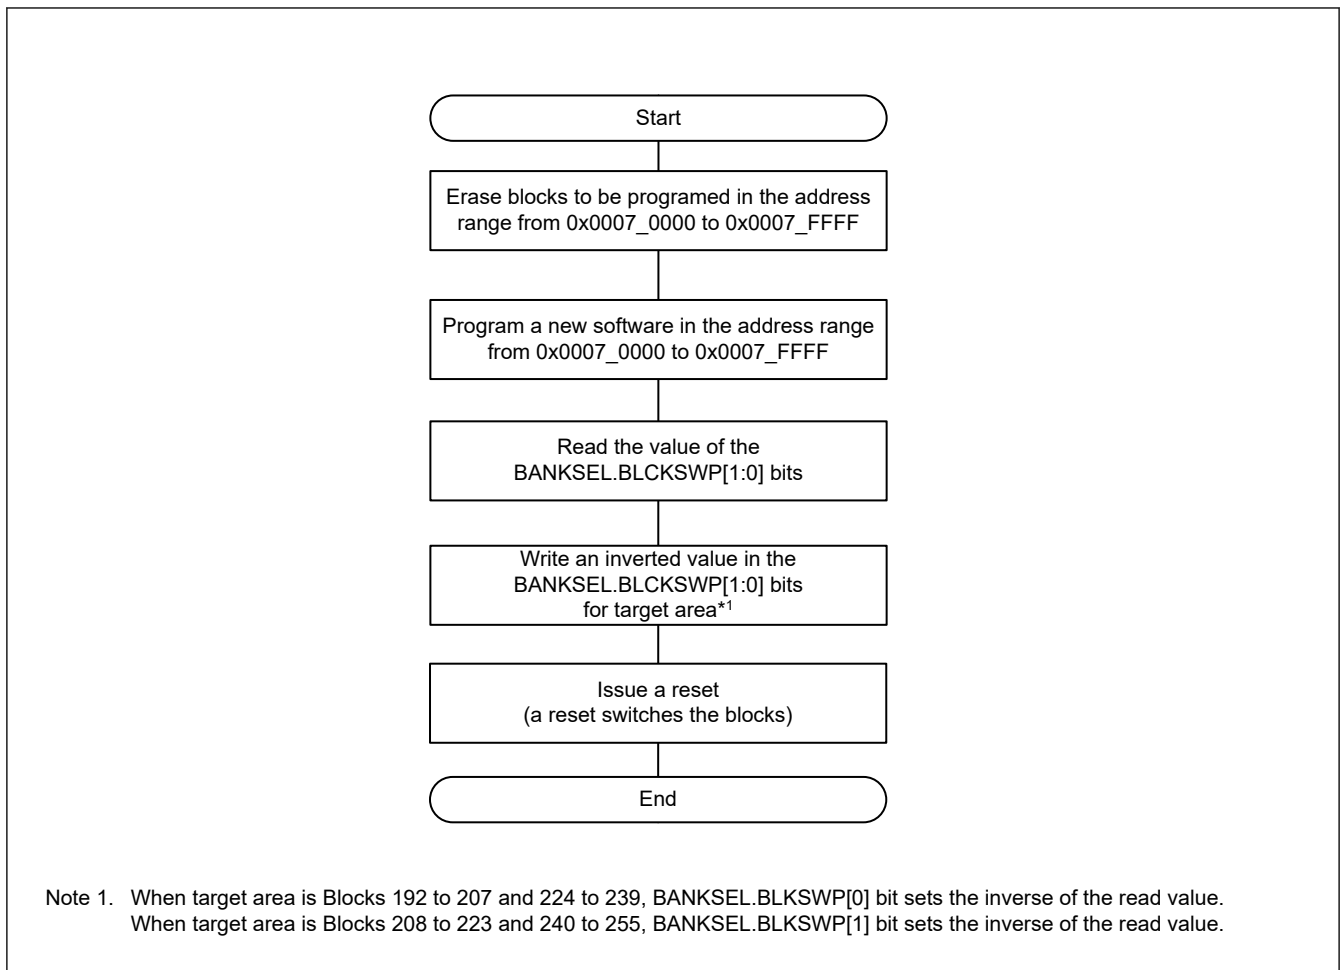 Start
Erase blocks to be programed in the address
range from 0x0007_0000 to 0x0007_FFFF
Program a new software in the address range
from 0x0007_0000 to 0x0007_FFFF
Read the value of the
BANKSEL.BLCKSWP[1:0] bits
Write an inverted value in the
BANKSEL.BLCKSWP[1:0] bits
for target area*1
Issue a reset
(a reset switches the blocks)
End
Note 1. When target area is Blocks 192 to 207 and 224 to 239, BANKSEL.BLKSWP[0] bit sets the inverse of the read value.
When target area is Blocks 208 to 223 and 240 to 255, BANKSEL.BLKSWP[1] bit sets the inverse of the read value.